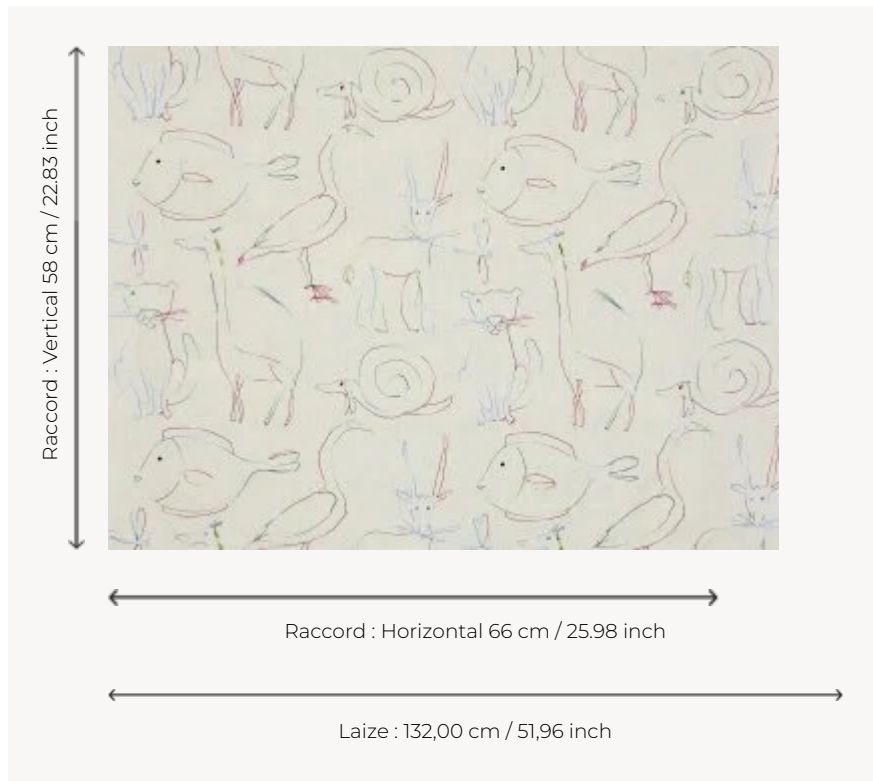 Raccord : Vertical 58 cm / 22.83 inch
Raccord : Horizontal 66 cm / 25.98 inch
Laize : 132,00 cm / 51,96 inch